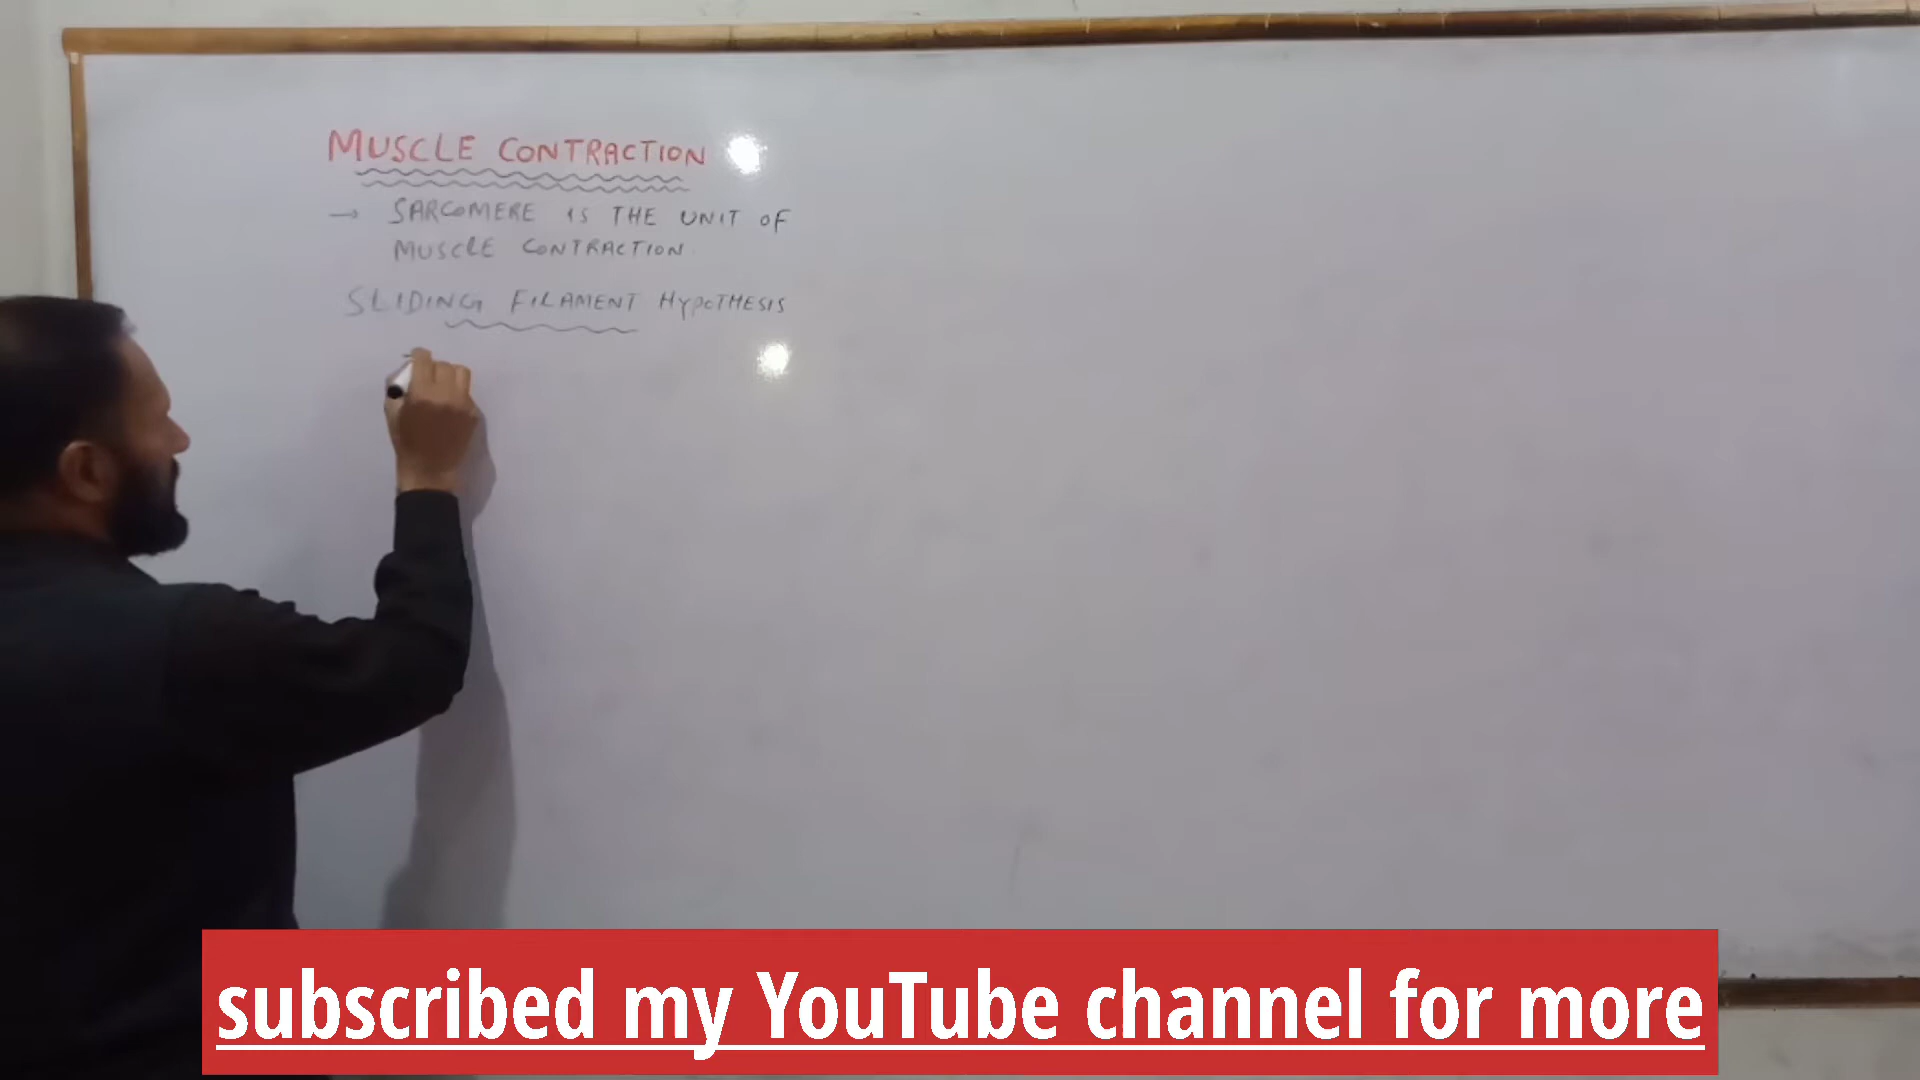 MUSCLE CONTRACTION
→ SARCOMERE IS THE UNIT OF
MUSCLE CONTRACTION.
SLIDING FILAMENT HYPOTHESIS
subscribed my YouTube channel for more